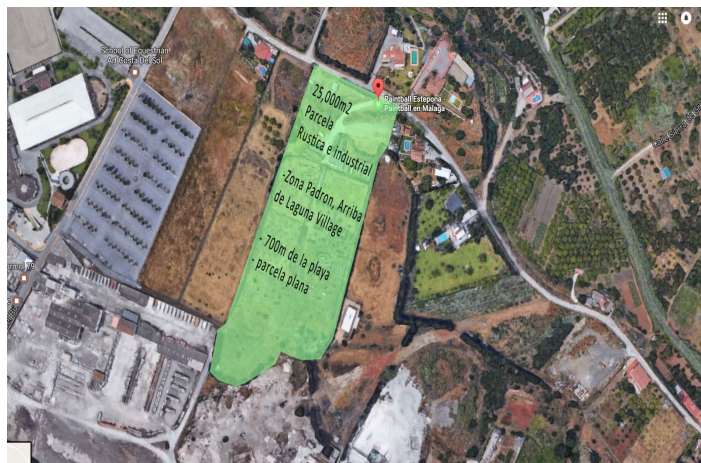 School of Equestrian
Art Costa Del Sol
Paintball Estepona -
Paintball en Málaga
25,000m2
Parcela
Rustica e industrial
-Zona Padron, Arriba
de Laguna Village
- 700m de la playa
- parcela plana